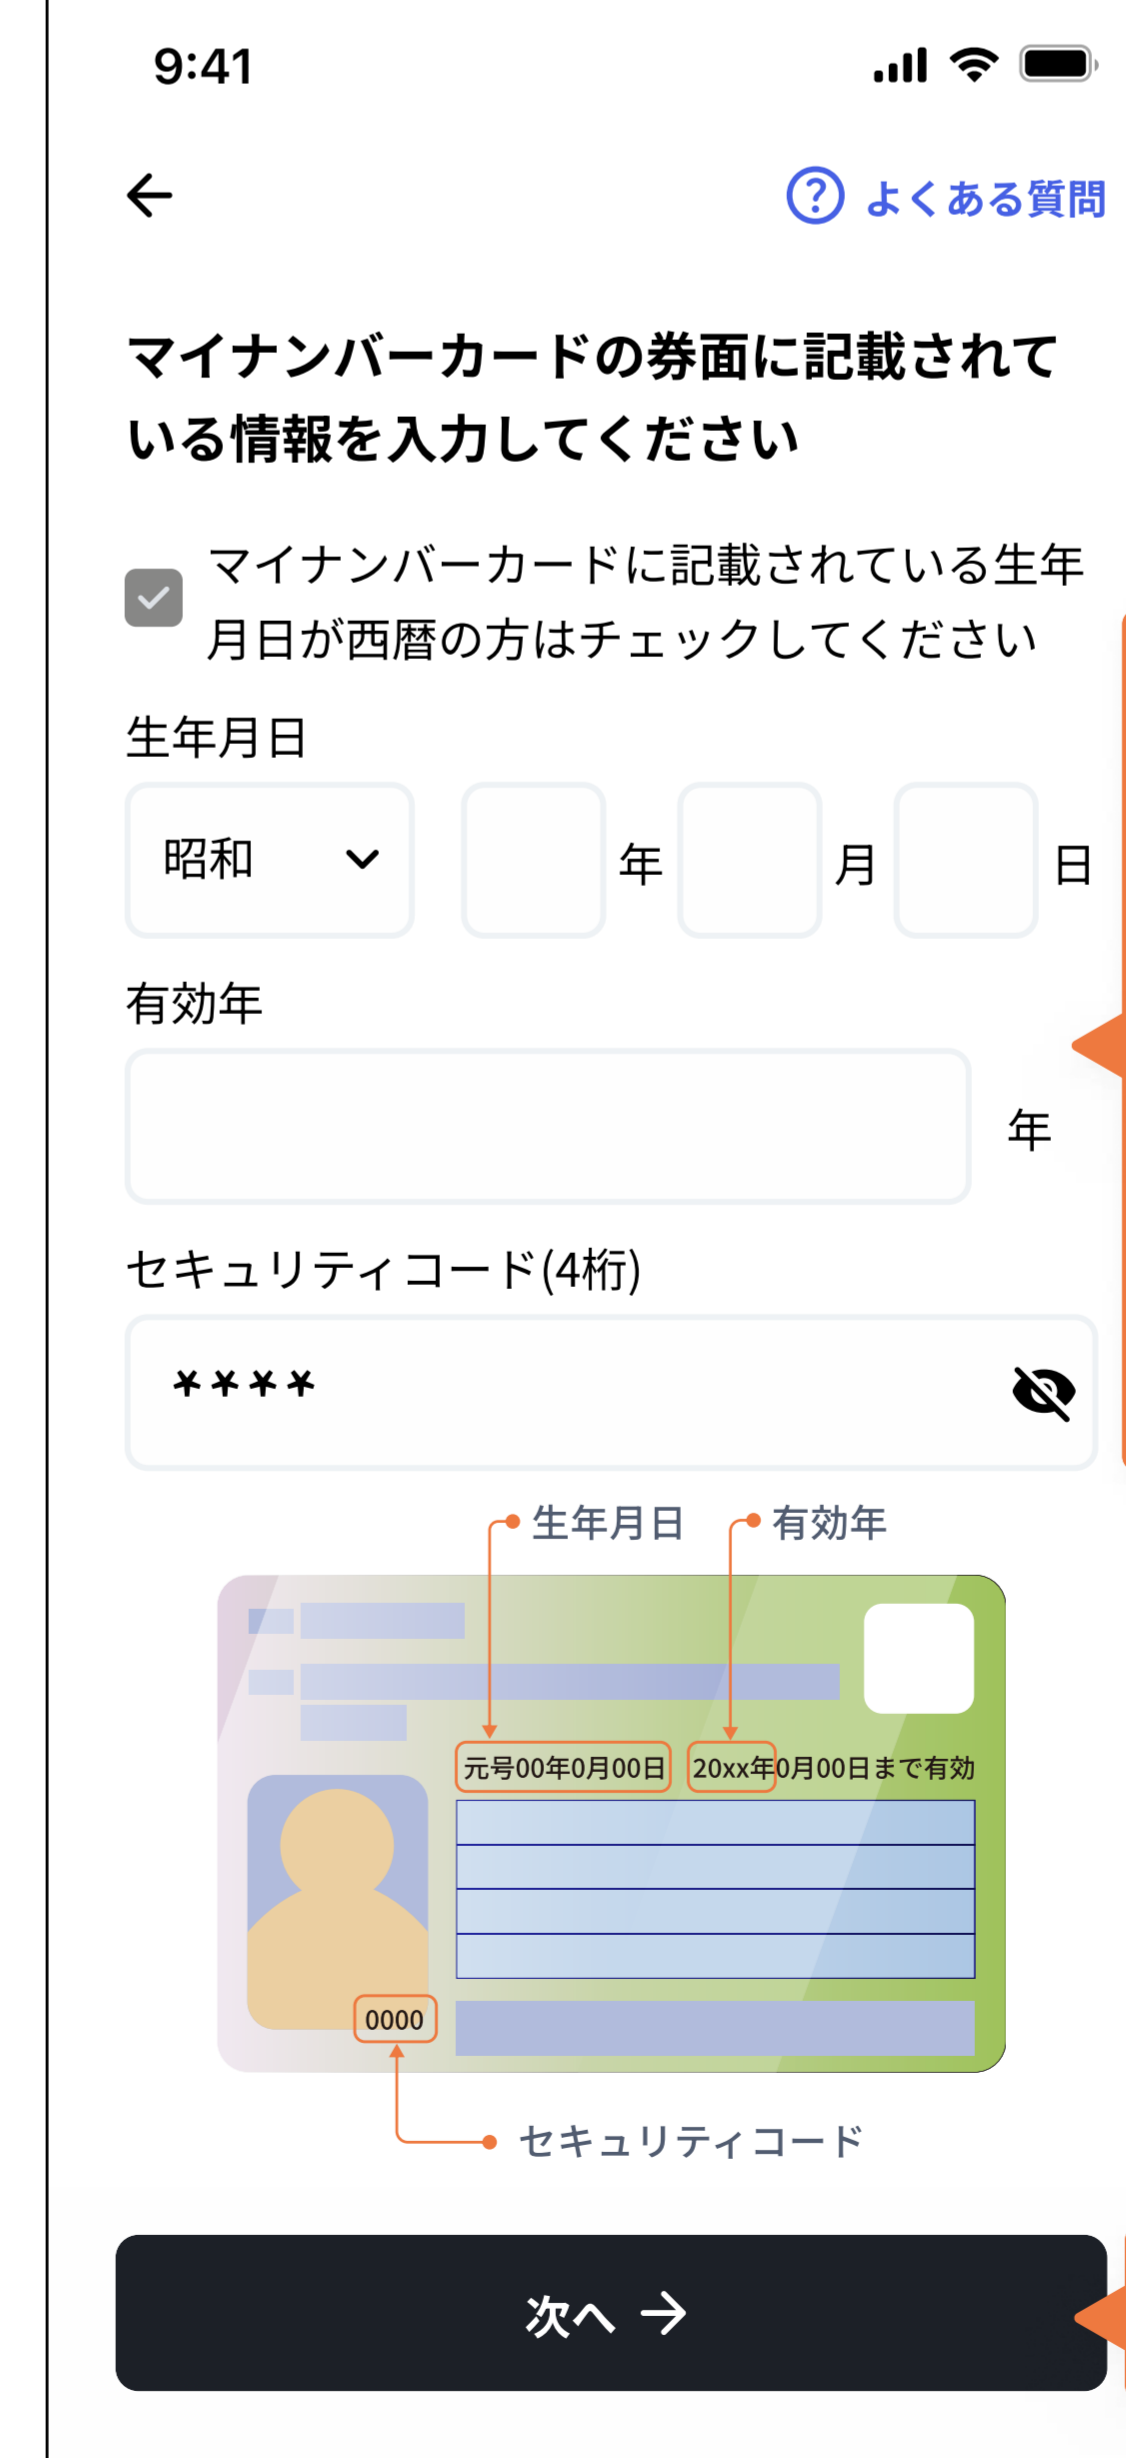 9:41
よくある質問
マイナンバーカードの券面に記載されて
いる情報を入力してください
マイナンバーカードに記載されている生年
月日が西暦の方はチェックしてください
生年月日
昭和 年 月 日
有効年
年
セキュリティコード(4桁)
****
生年月日 有効年
元号00年0月00日 20xx年0月00日まで有効
0000
セキュリティコード
次へ